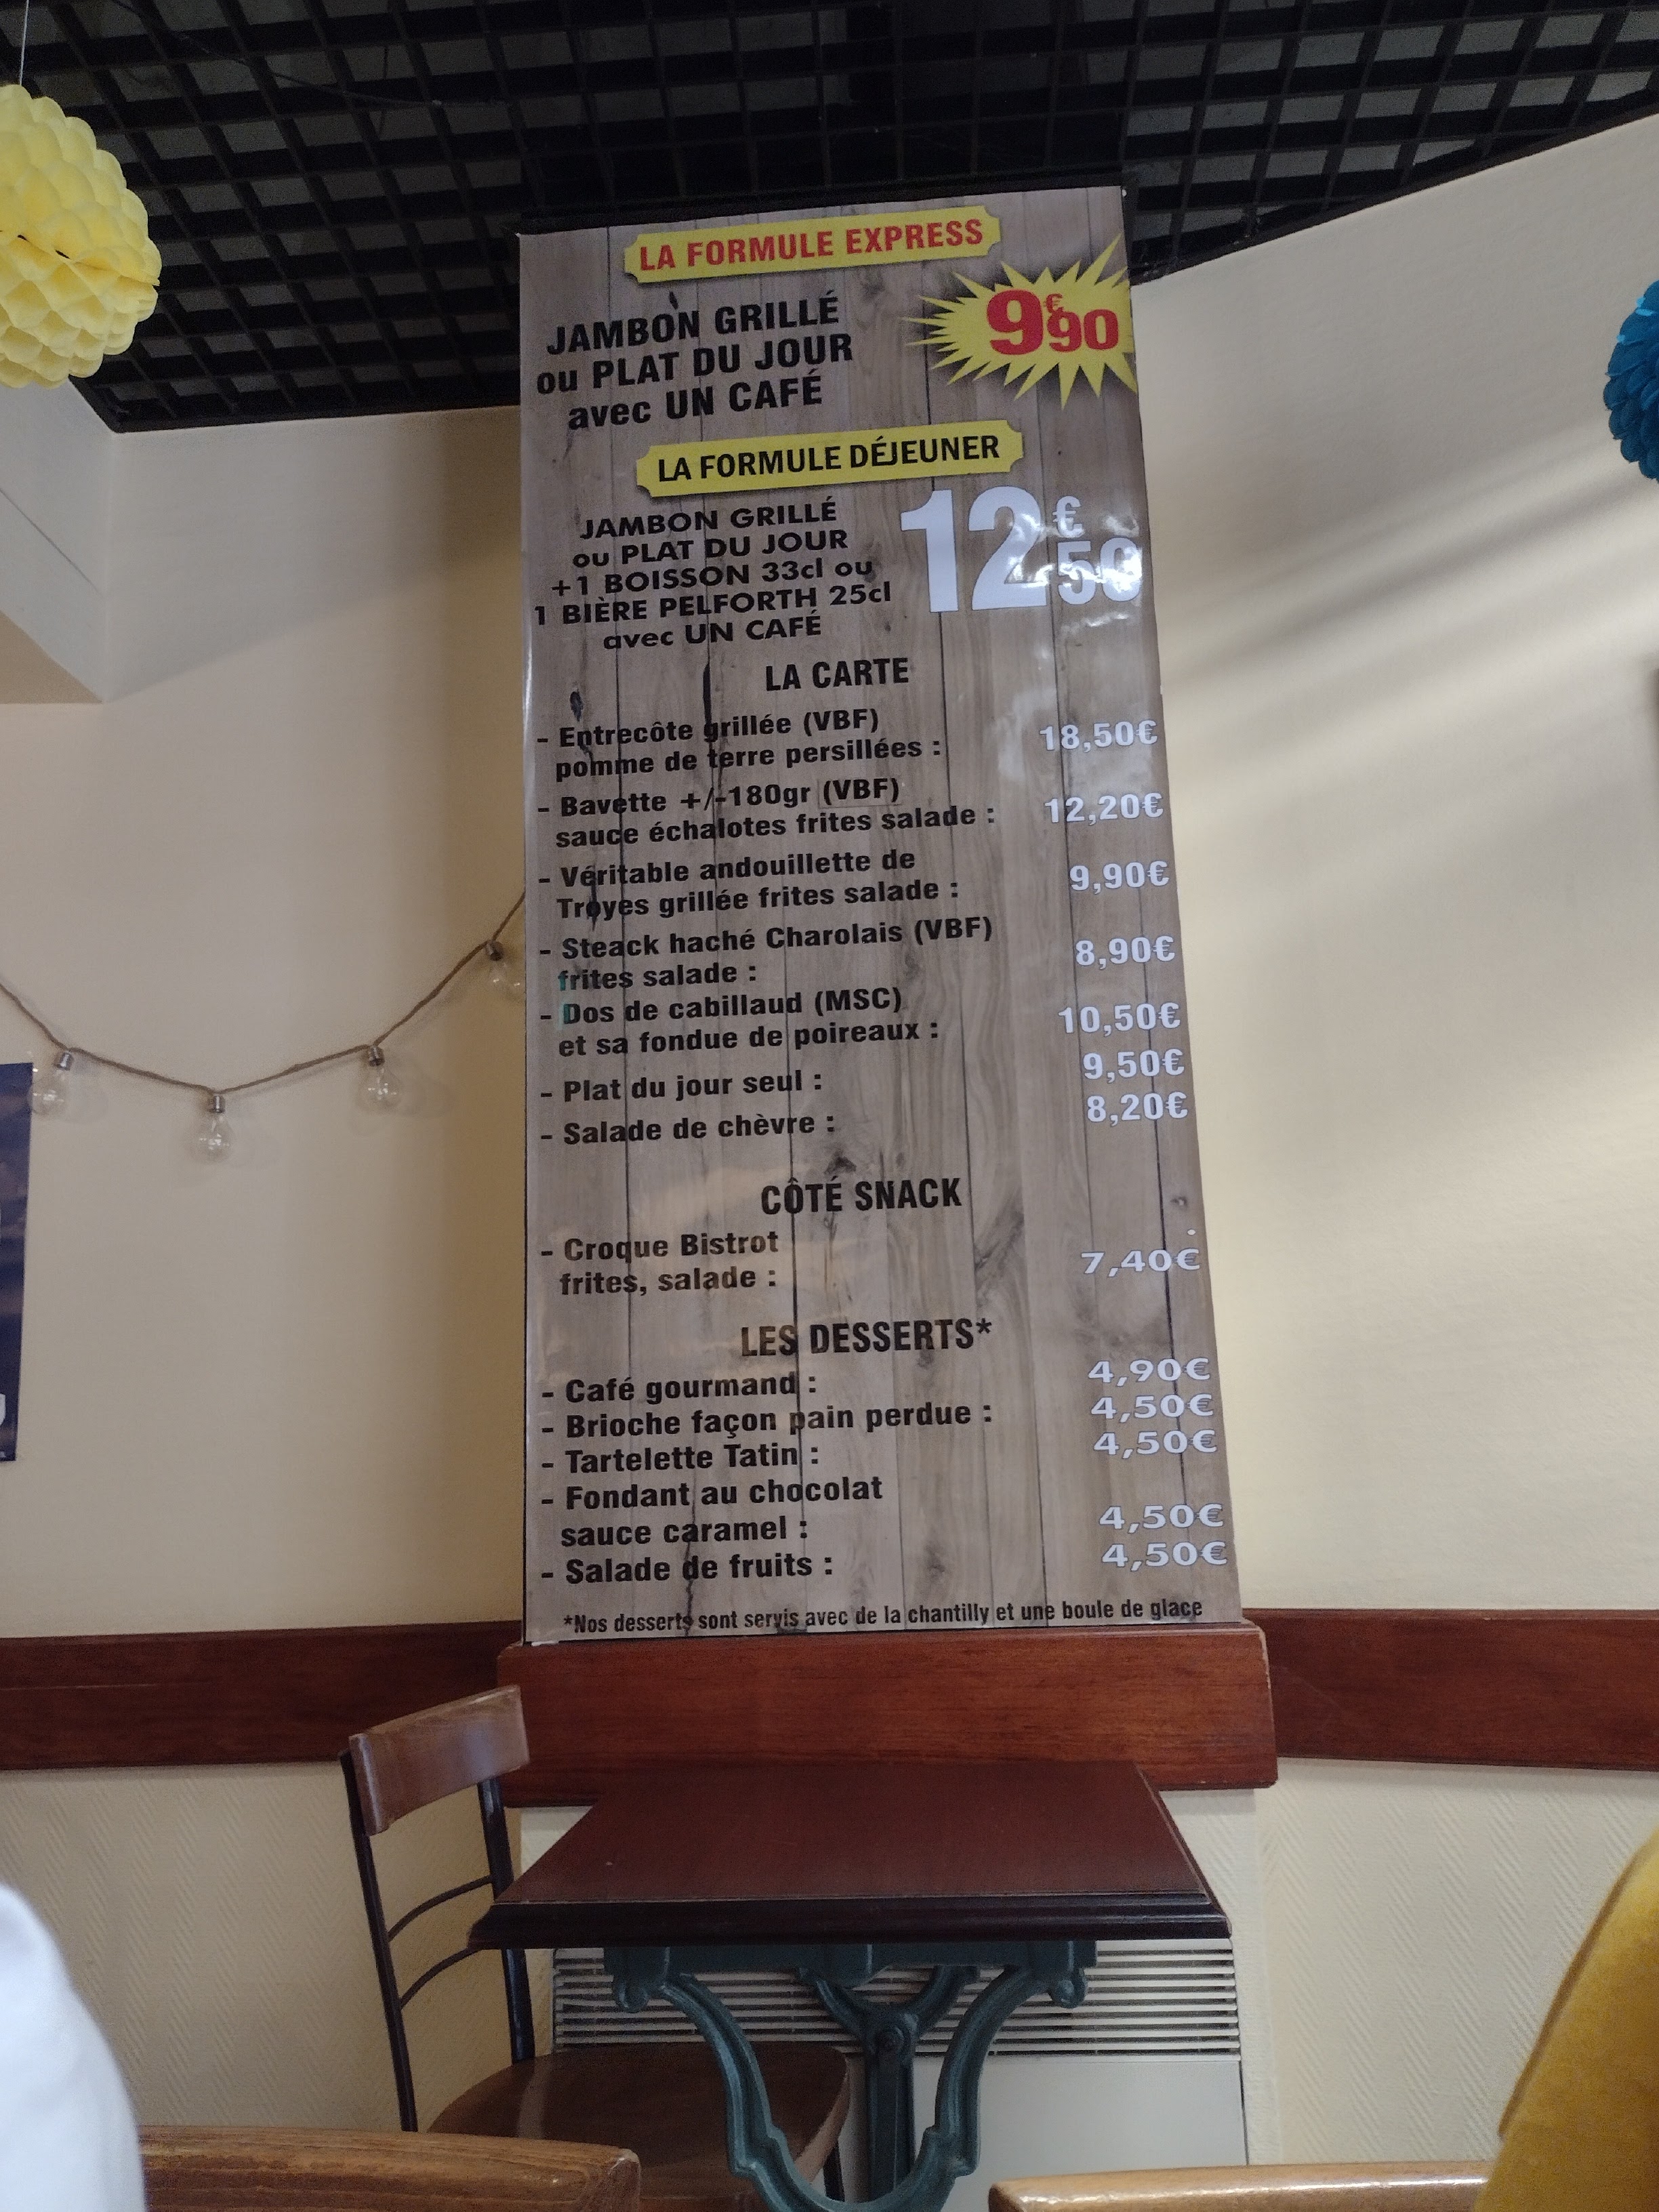 LA FORMULE EXPRESS
JAMBON GRILLÉ
ou PLAT DU JOUR
avec UN CAFÉ
9€90
LA FORMULE DÉJEUNER
JAMBON GRILLÉ
ou PLAT DU JOUR
+1 BOISSON 33cl ou
1 BIÈRE PELFORTH 25cl
avec UN CAFÉ
12€50
LA CARTE
- Entrecôte grillée (VBF)
pomme de terre persillées : 18,50€
- Bavette +/-180gr (VBF)
sauce échalotes frites salade : 12,20€
- Véritable andouillette de
Troyes grillée frites salade : 9,90€
- Steack haché Charolais (VBF)
frites salade : 8,90€
- Dos de cabillaud (MSC)
et sa fondue de poireaux : 10,50€
- Plat du jour seul : 9,50€
- Salade de chèvre : 8,20€
CÔTÉ SNACK
- Croque Bistrot
frites, salade : 7,40€
LES DESSERTS*
- Café gourmand : 4,90€
- Brioche façon pain perdue : 4,50€
- Tartelette Tatin : 4,50€
- Fondant au chocolat
sauce caramel : 4,50€
- Salade de fruits : 4,50€
*Nos desserts sont servis avec de la chantilly et une boule de glace